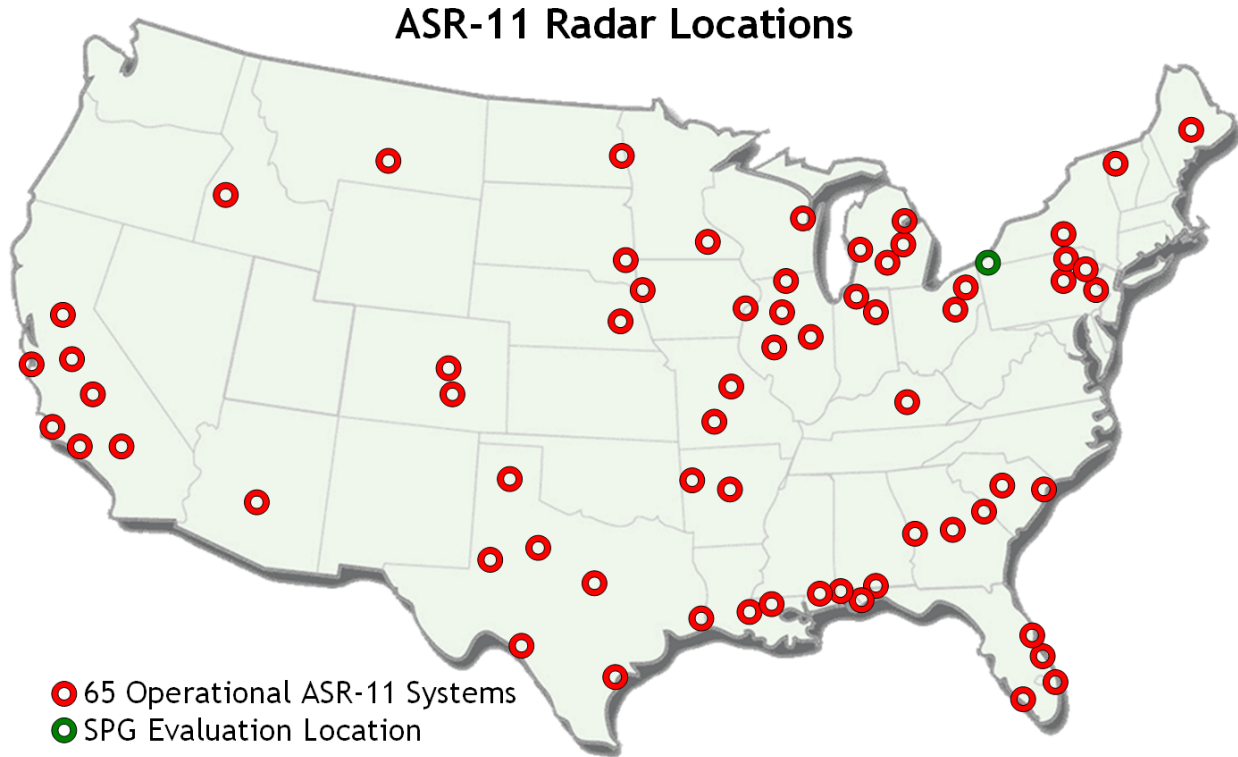 ASR-11 Radar Locations
65 Operational ASR-11 Systems
SPG Evaluation Location